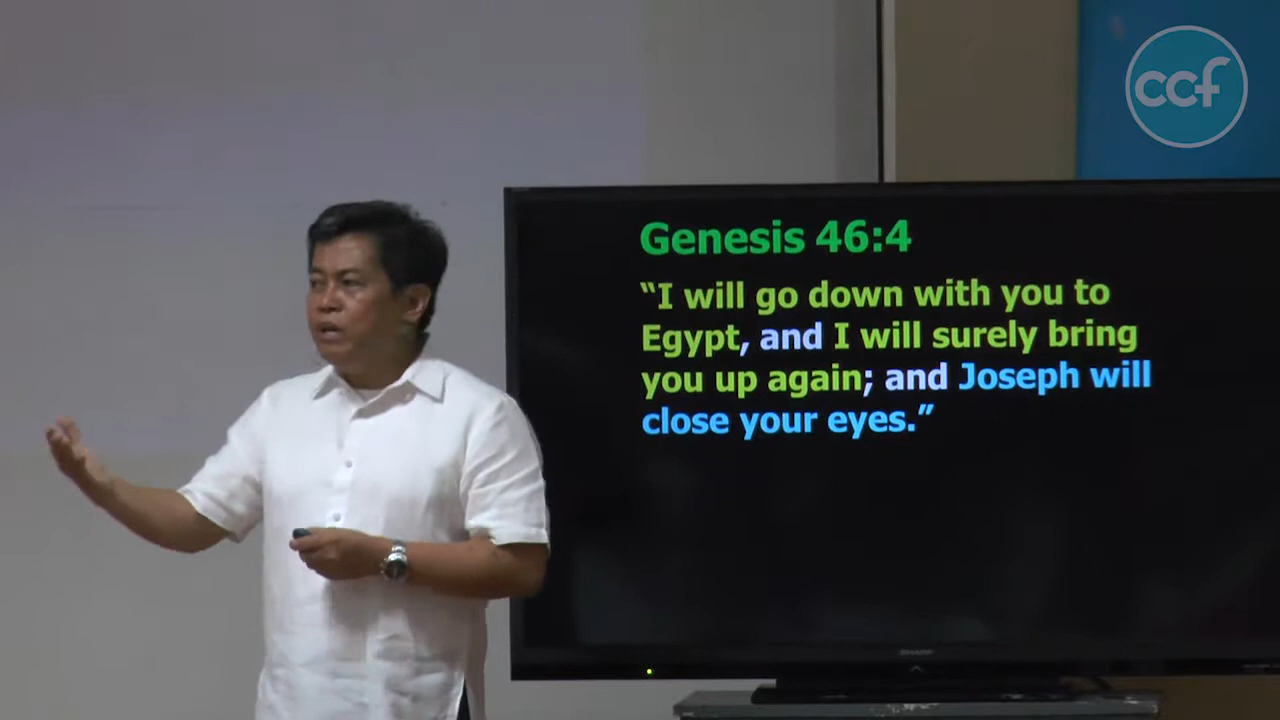 ccf
Genesis 46:4
“I will go down with you to
Egypt, and I will surely bring
you up again; and Joseph will
close your eyes.”
SHARP